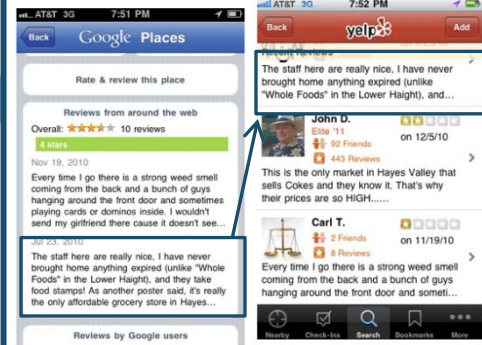 AT&T 3G 7:51 PM
Back Google Places
Rate & review this place
Reviews from around the web
Overall: 10 reviews
4 stars
Nov 19, 2010
Every time I go there is a strong weed smell
coming from the back and a bunch of guys
hanging around the front door and sometimes
playing cards or dominos inside. I wouldn't
send my girlfriend there cause it doesn't see...
Jul 23, 2010
The staff here are really nice, I have never
brought home anything expired (unlike "Whole
Foods" in the Lower Haight), and they take
food stamps! As another poster said, it's really
the only affordable grocery store in Hayes...
Reviews by Google users
AT&T 3G 7:52 PM
Back yelp Add
Recent Reviews
The staff here are really nice, I have never
brought home anything expired (unlike
"Whole Foods" in the Lower Haight), and...
John D.
Elite '11
92 Friends on 12/5/10
443 Reviews
This is the only market in Hayes Valley that
sells Cokes and they know it. That's why
their prices are so HIGH......
Carl T.
2 Friends on 11/19/10
8 Reviews
Every time I go there is a strong weed smell
coming from the back and a bunch of guys
hanging around the front door and someti...
Nearby Check-Ins Search Bookmarks More